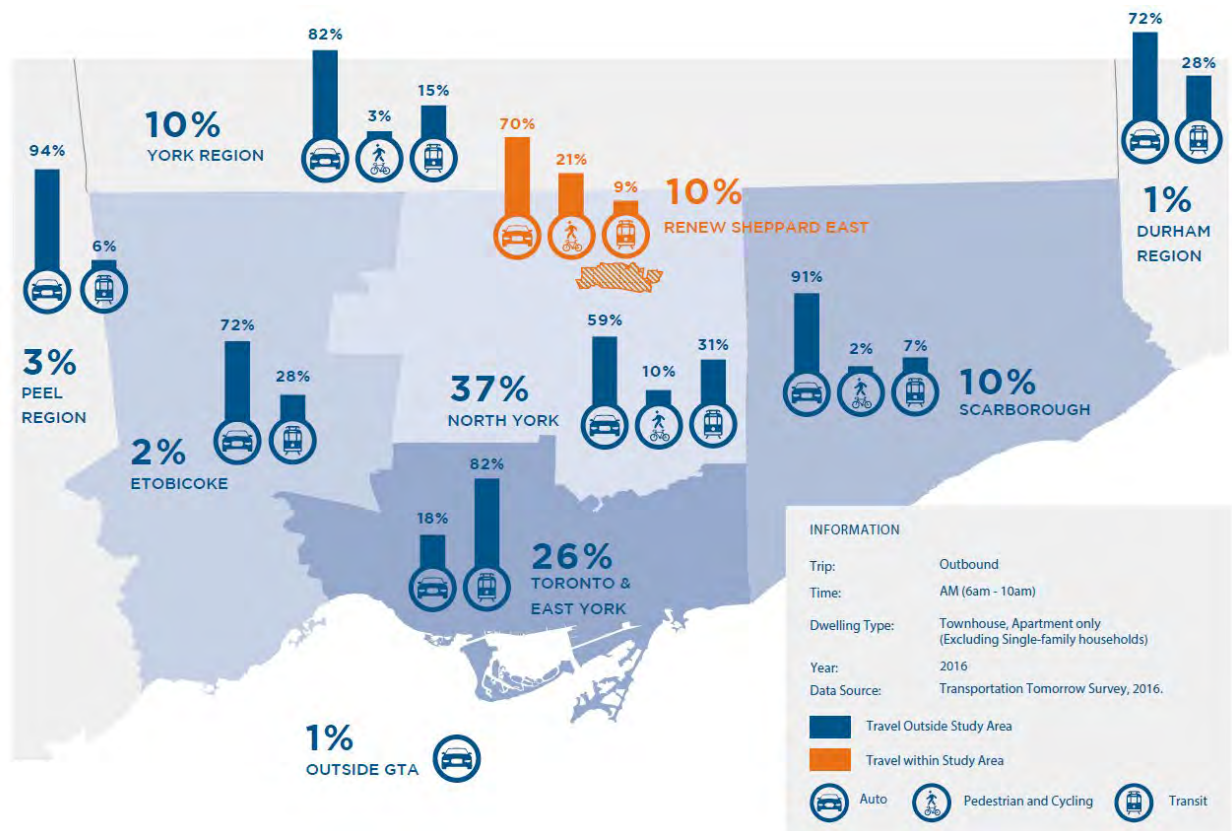 82%
3%
15%
10%
YORK REGION
72%
28%
1%
DURHAM
REGION
94%
6%
3%
PEEL
REGION
70%
21%
9%
10%
RENEW SHEPPARD EAST
72%
28%
2%
ETOBICOKE
59%
10%
31%
37%
NORTH YORK
91%
2%
7%
10%
SCARBOROUGH
18%
82%
26%
TORONTO &
EAST YORK
1%
OUTSIDE GTA
INFORMATION
Trip: Outbound
Time: AM (6am - 10am)
Dwelling Type: Townhouse, Apartment only
(Excluding Single-family households)
Year: 2016
Data Source: Transportation Tomorrow Survey, 2016.
Travel Outside Study Area
Travel within Study Area
Auto Pedestrian and Cycling Transit